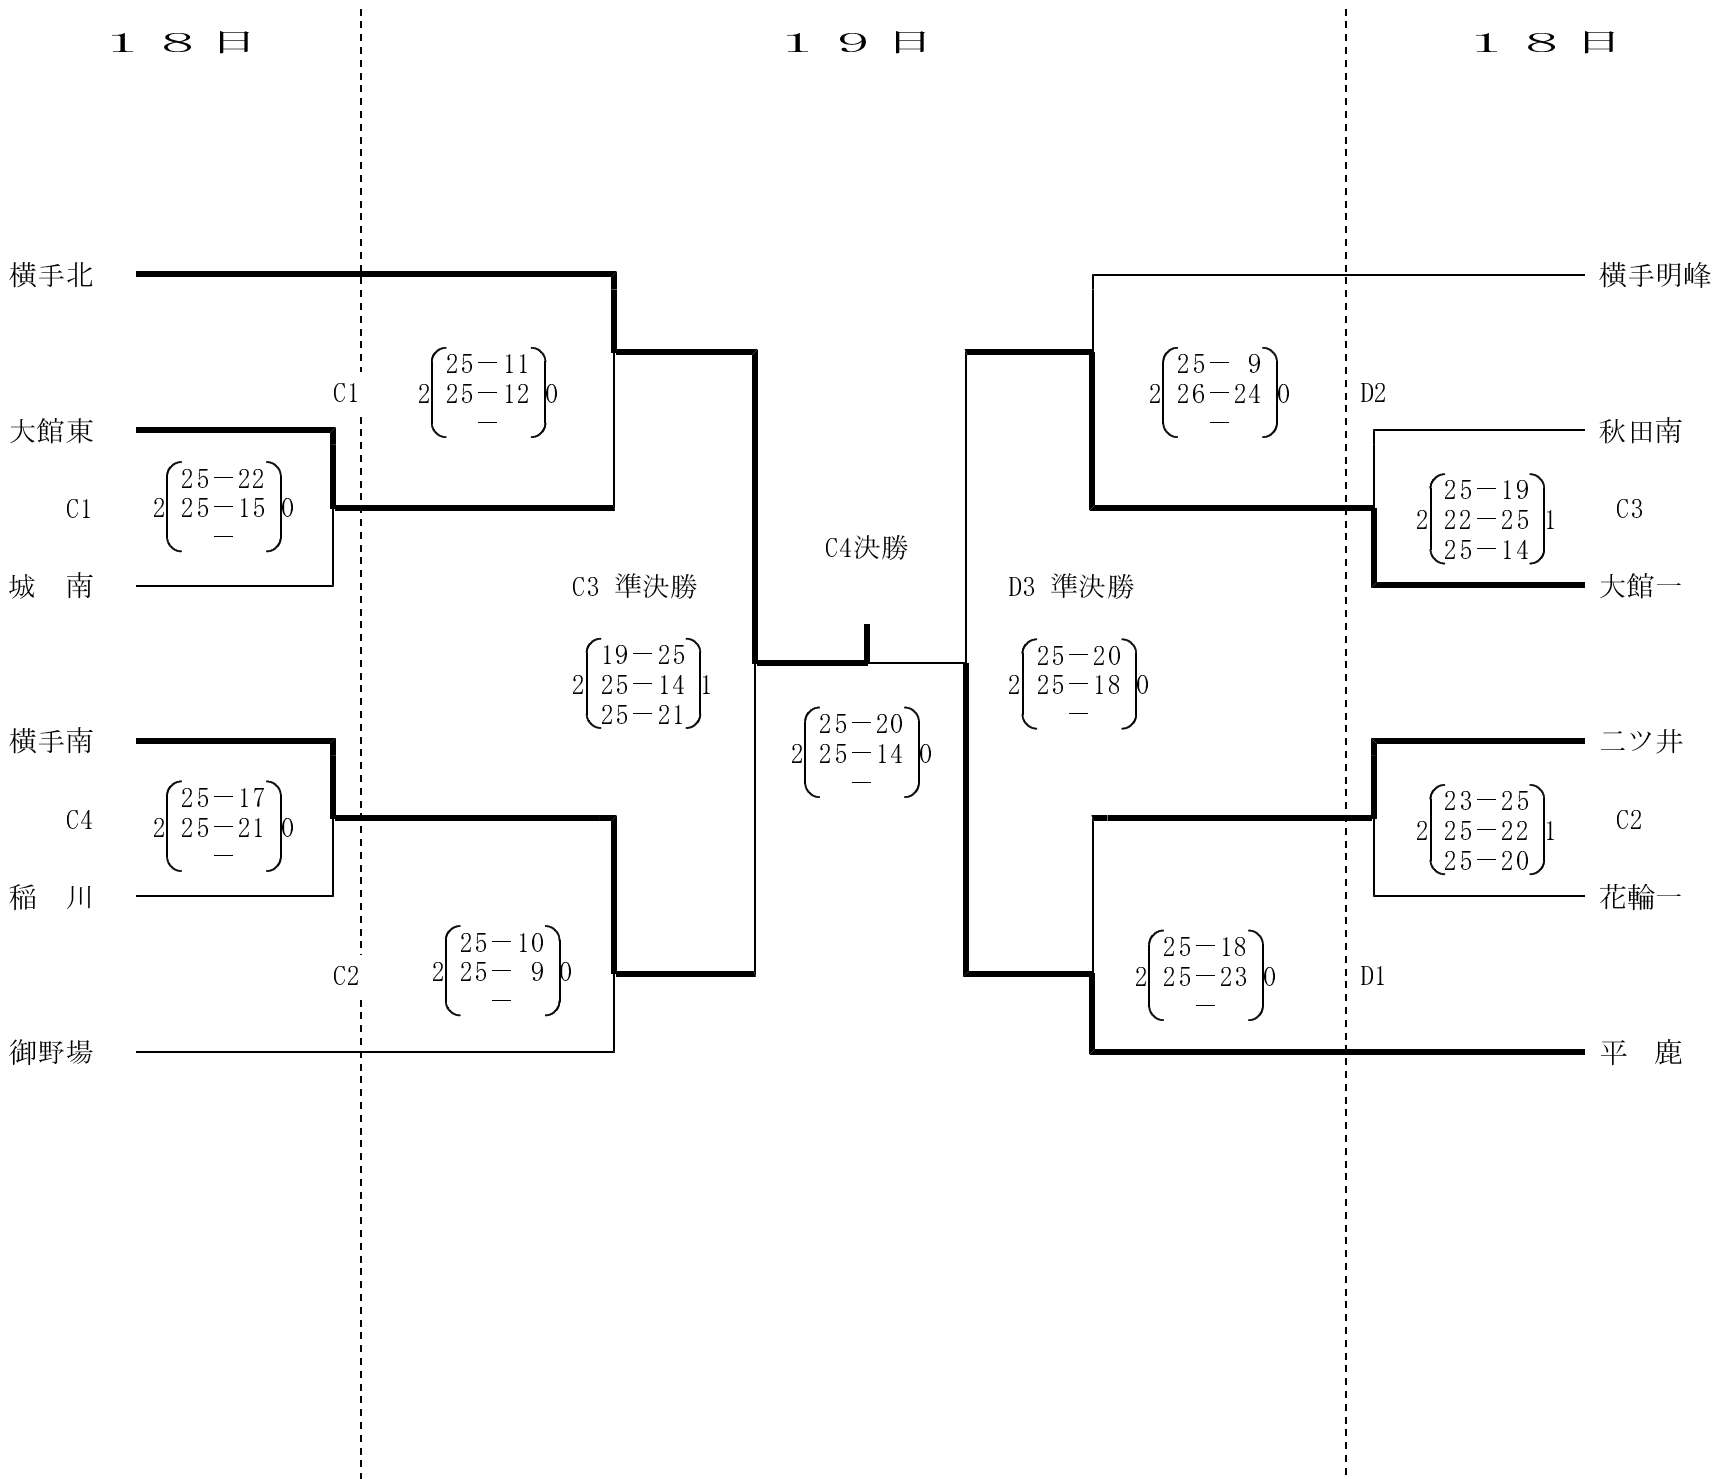 １８日
１９日
１８日
横手北
横手明峰
25－11
2 25－12 0
－
C1
25－ 9
2 26－24 0
－
D2
大館東
秋田南
25－22
2 25－15 0
－
C1
25－19
2 22－25 1
25－14
C3
C4決勝
城　南
C3 準決勝
D3 準決勝
大館一
19－25
2 25－14 1
25－21
25－20
2 25－18 0
－
25－20
2 25－14 0
－
横手南
二ツ井
25－17
2 25－21 0
－
C4
23－25
2 25－22 1
25－20
C2
稲　川
花輪一
25－10
2 25－ 9 0
－
C2
25－18
2 25－23 0
－
D1
御野場
平　鹿